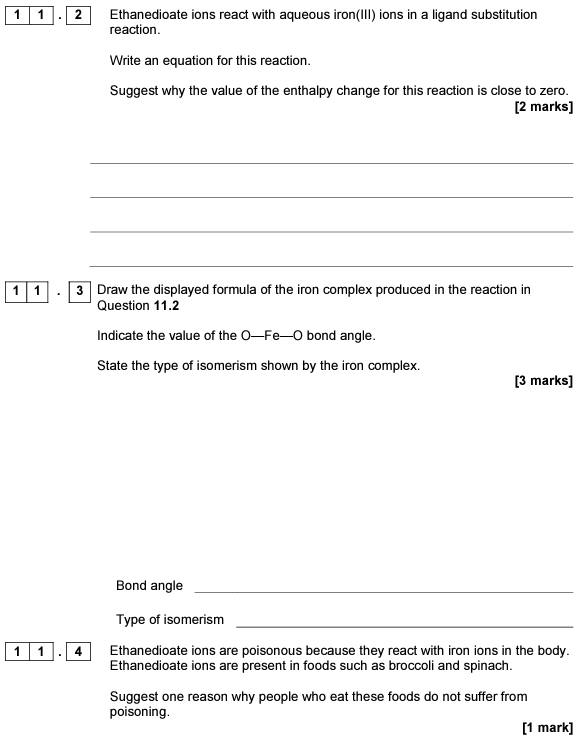 1 1 . 2 Ethanedioate ions react with aqueous iron(III) ions in a ligand substitution
reaction.
Write an equation for this reaction.
Suggest why the value of the enthalpy change for this reaction is close to zero.
[2 marks]
1 1 . 3 Draw the displayed formula of the iron complex produced in the reaction in
Question 11.2
Indicate the value of the O—Fe—O bond angle.
State the type of isomerism shown by the iron complex.
[3 marks]
Bond angle
Type of isomerism
1 1 . 4 Ethanedioate ions are poisonous because they react with iron ions in the body.
Ethanedioate ions are present in foods such as broccoli and spinach.
Suggest one reason why people who eat these foods do not suffer from
poisoning.
[1 mark]